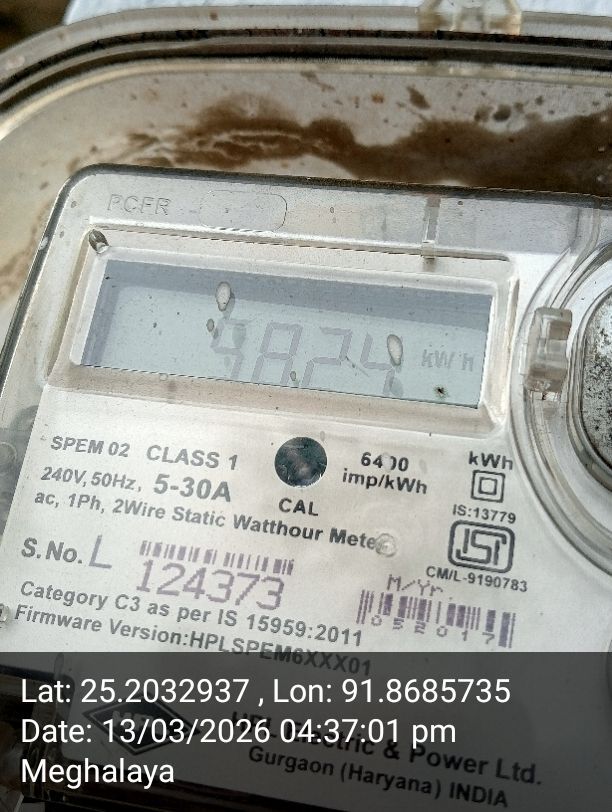 PCFR
9824 kWh
SPEM 02 CLASS 1
6400 imp/kWh
kWh
240V, 50Hz, 5-30A
CAL
IS:13779
ac, 1Ph, 2Wire Static Watthour Meter
ISI
CM/L-9190783
S.No. L 124373
M/Yr.
052017
Category C3 as per IS 15959:2011
Firmware Version:HPLSPEM6XXX01
Lat: 25.2032937 , Lon: 91.8685735
Date: 13/03/2026 04:37:01 pm
Meghalaya
HPL Electric & Power Ltd.
Gurgaon (Haryana) INDIA